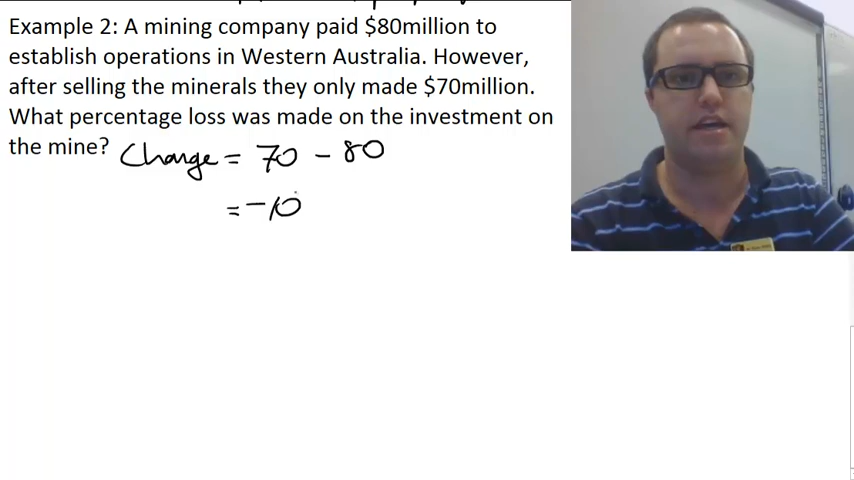 Example 2: A mining company paid $80million to
establish operations in Western Australia. However,
after selling the minerals they only made $70million.
What percentage loss was made on the investment on
the mine?
Change = 70 - 80
= -10